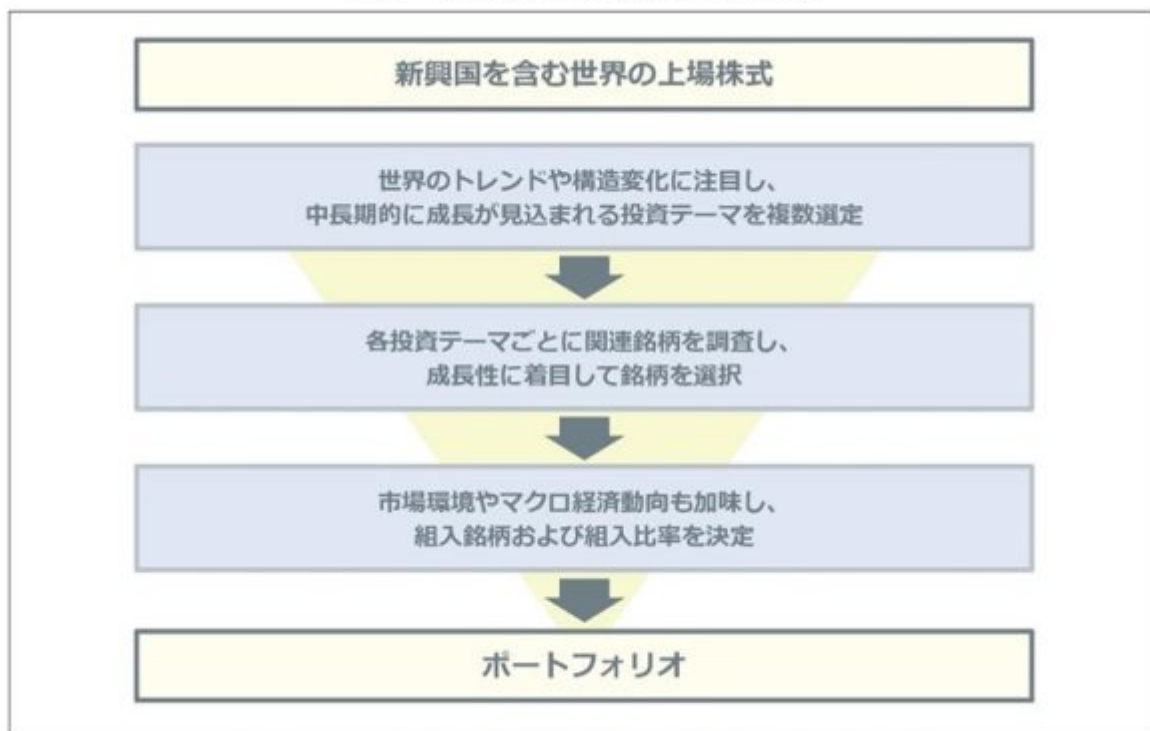 新興国を含む世界の上場株式
世界のトレンドや構造変化に注目し、
中長期的に成長が見込まれる投資テーマを複数選定
各投資テーマごとに関連銘柄を調査し、
成長性に着目して銘柄を選択
市場環境やマクロ経済動向も加味し、
組入銘柄および組入比率を決定
ポートフォリオ